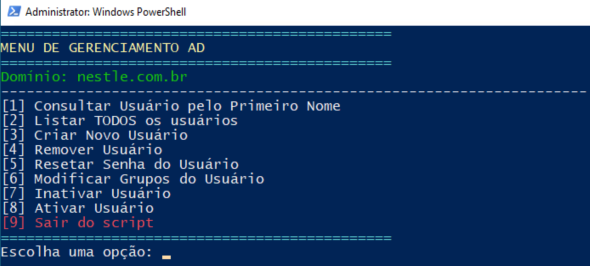 Administrator: Windows PowerShell
==============================================
MENU DE GERENCIAMENTO AD
==============================================
Domínio: nestle.com.br
---------------------------------------------------------------------
[1] Consultar Usuário pelo Primeiro Nome
[2] Listar TODOS os usuários
[3] Criar Novo Usuário
[4] Remover Usuário
[5] Resetar Senha do Usuário
[6] Modificar Grupos do Usuário
[7] Inativar Usuário
[8] Ativar Usuário
[9] Sair do script
==============================================
Escolha uma opção: